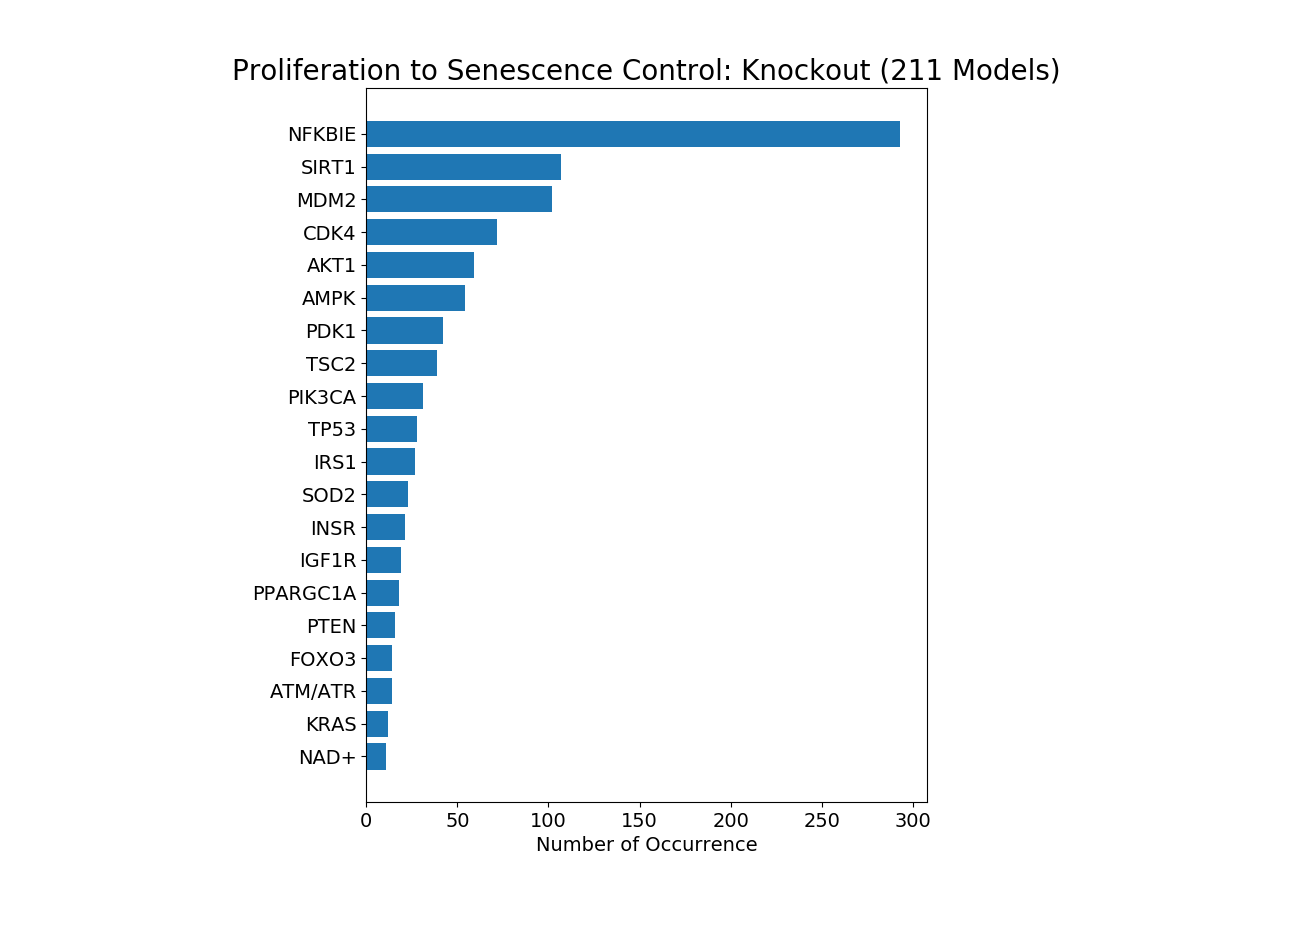 Proliferation to Senescence Control: Knockout (211 Models)
NFKBIE
SIRT1
MDM2
CDK4
AKT1
AMPK
PDK1
TSC2
PIK3CA
TP53
IRS1
SOD2
INSR
IGF1R
PPARGC1A
PTEN
FOXO3
ATM/ATR
KRAS
NAD+
0 50 100 150 200 250 300
Number of Occurrence